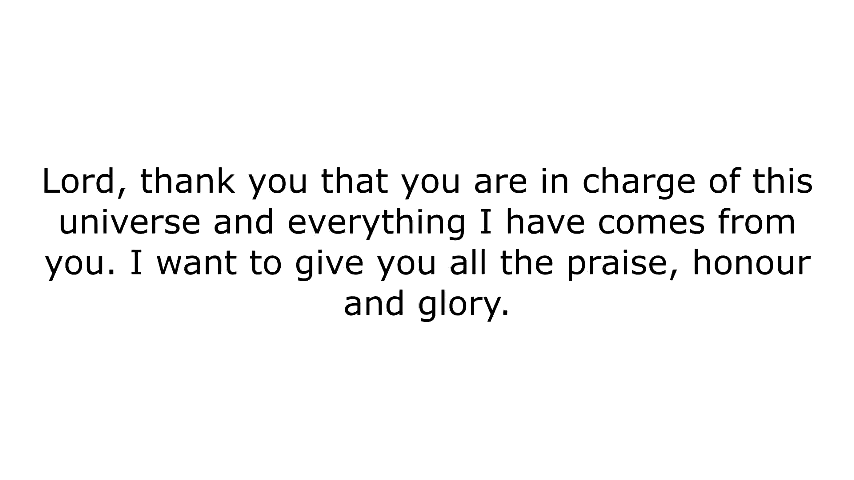 Lord, thank you that you are in charge of this
universe and everything I have comes from
you. I want to give you all the praise, honour
and glory.